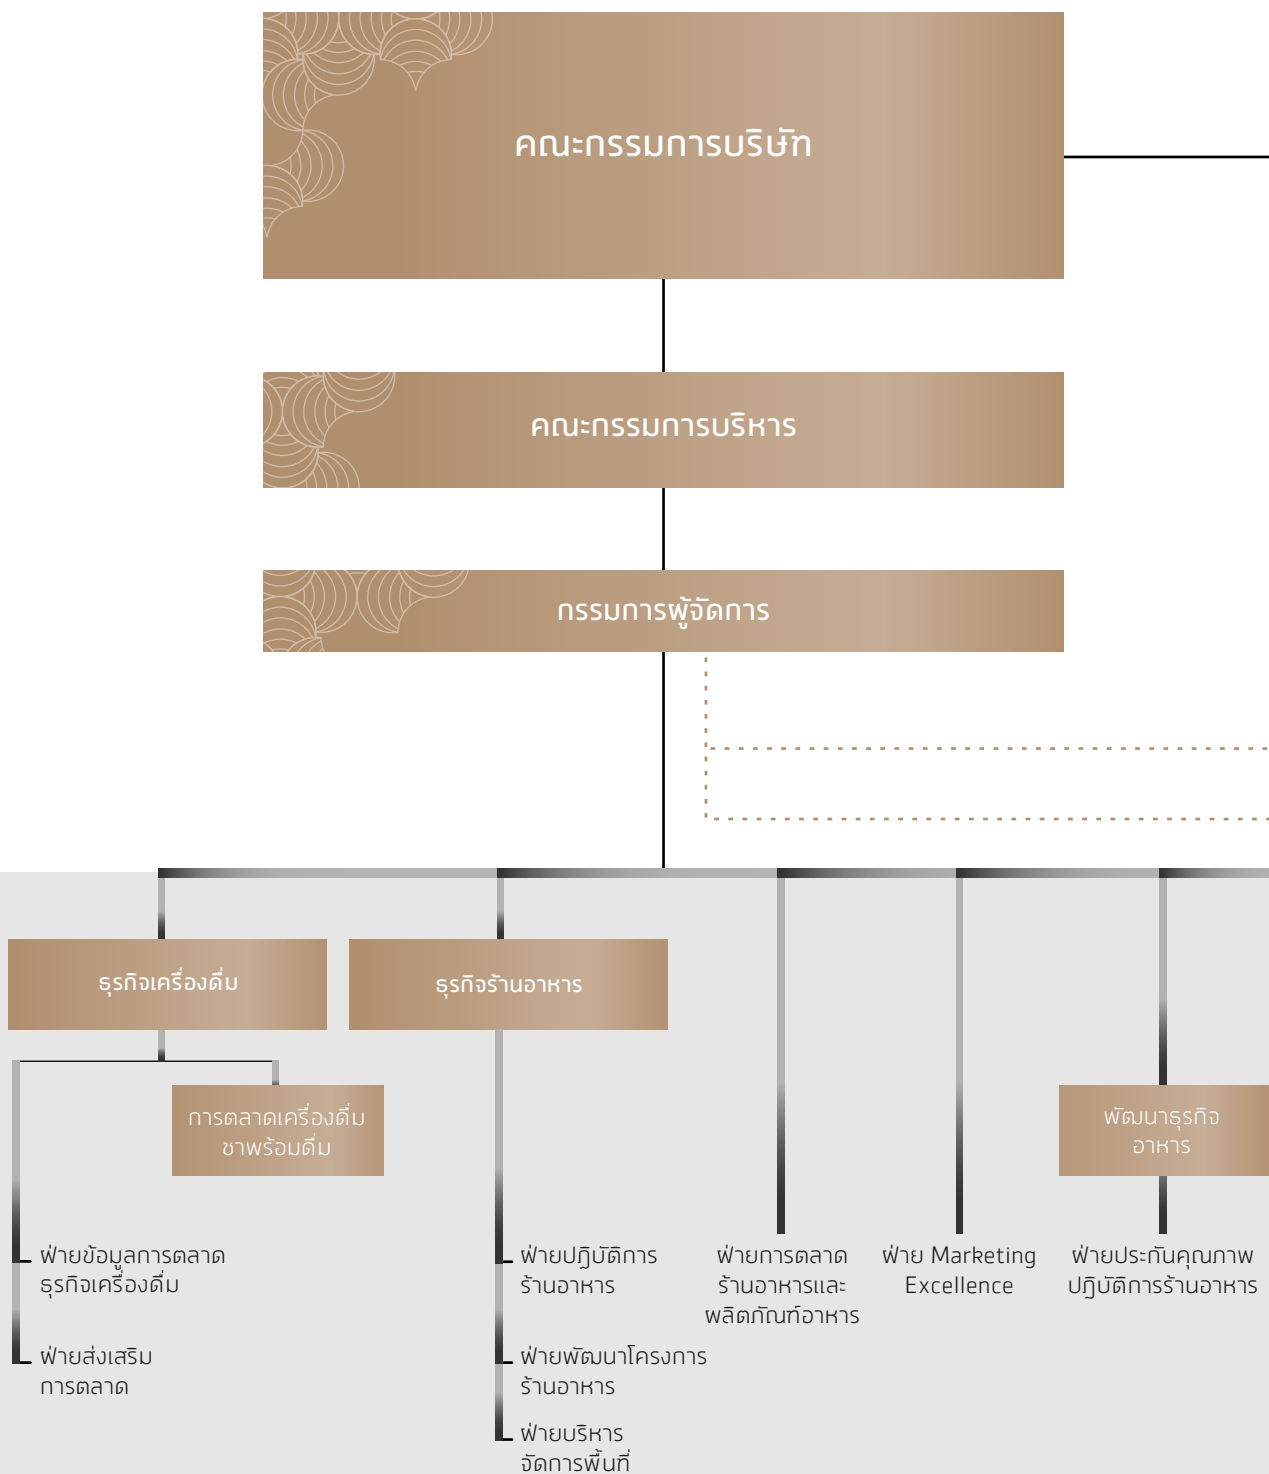 คณะกรรมการบริษัท
คณะกรรมการบริหาร
กรรมการผู้จัดการ
ธุรกิจเครื่องดื่ม
ธุรกิจร้านอาหาร
การตลาดเครื่องดื่ม
ชาพร้อมดื่ม
พัฒนาธุรกิจ
อาหาร
ฝ่ายข้อมูลการตลาด
ธุรกิจเครื่องดื่ม
ฝ่ายส่งเสริม
การตลาด
ฝ่ายปฏิบัติการ
ร้านอาหาร
ฝ่ายพัฒนาโครงการ
ร้านอาหาร
ฝ่ายบริหาร
จัดการพื้นที่
ฝ่ายการตลาด
ร้านอาหารและ
ผลิตภัณฑ์อาหาร
ฝ่าย Marketing
Excellence
ฝ่ายประกันคุณภาพ
ปฏิบัติการร้านอาหาร